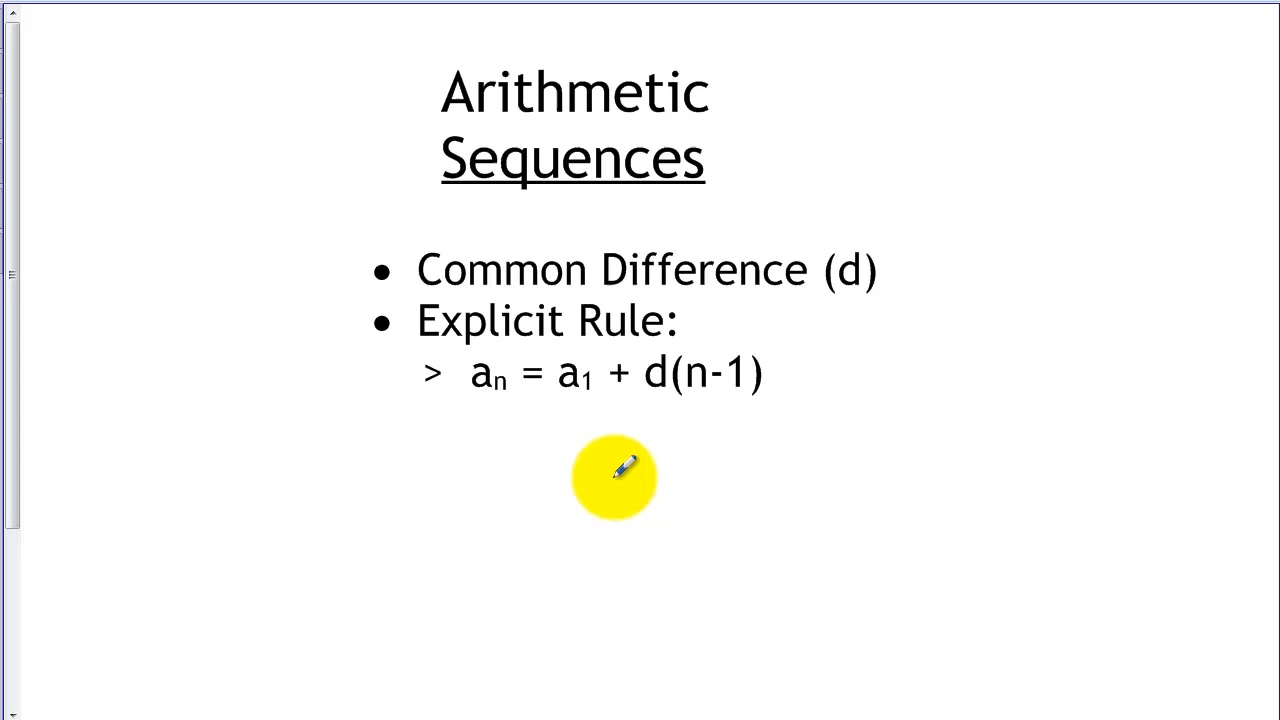 Arithmetic
Sequences
• Common Difference (d)
• Explicit Rule:
> aₙ = a₁ + d(n-1)